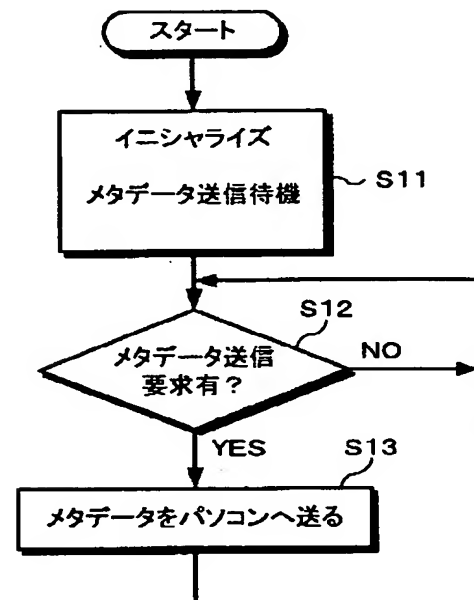 スタート
イニシャライズ
メタデータ送信待機
S11
S12
メタデータ送信
要求有？
NO
YES
S13
メタデータをパソコンへ送る